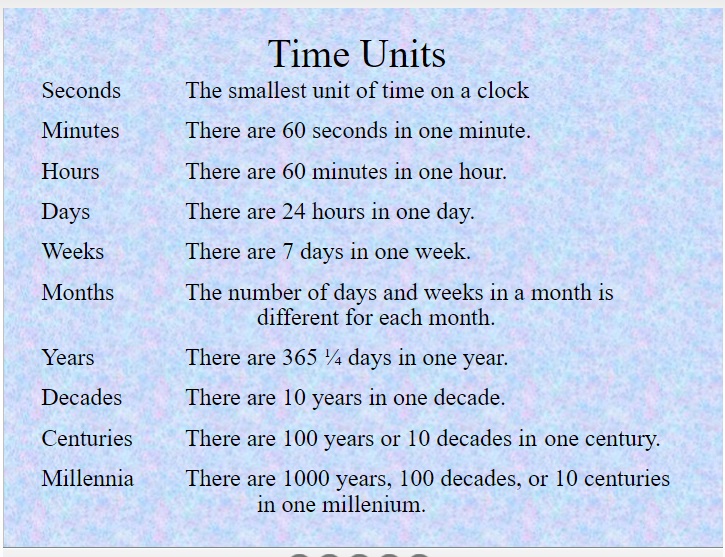 Time Units
Seconds The smallest unit of time on a clock
Minutes There are 60 seconds in one minute.
Hours There are 60 minutes in one hour.
Days There are 24 hours in one day.
Weeks There are 7 days in one week.
Months The number of days and weeks in a month is
different for each month.
Years There are 365 ¼ days in one year.
Decades There are 10 years in one decade.
Centuries There are 100 years or 10 decades in one century.
Millennia There are 1000 years, 100 decades, or 10 centuries
in one millenium.